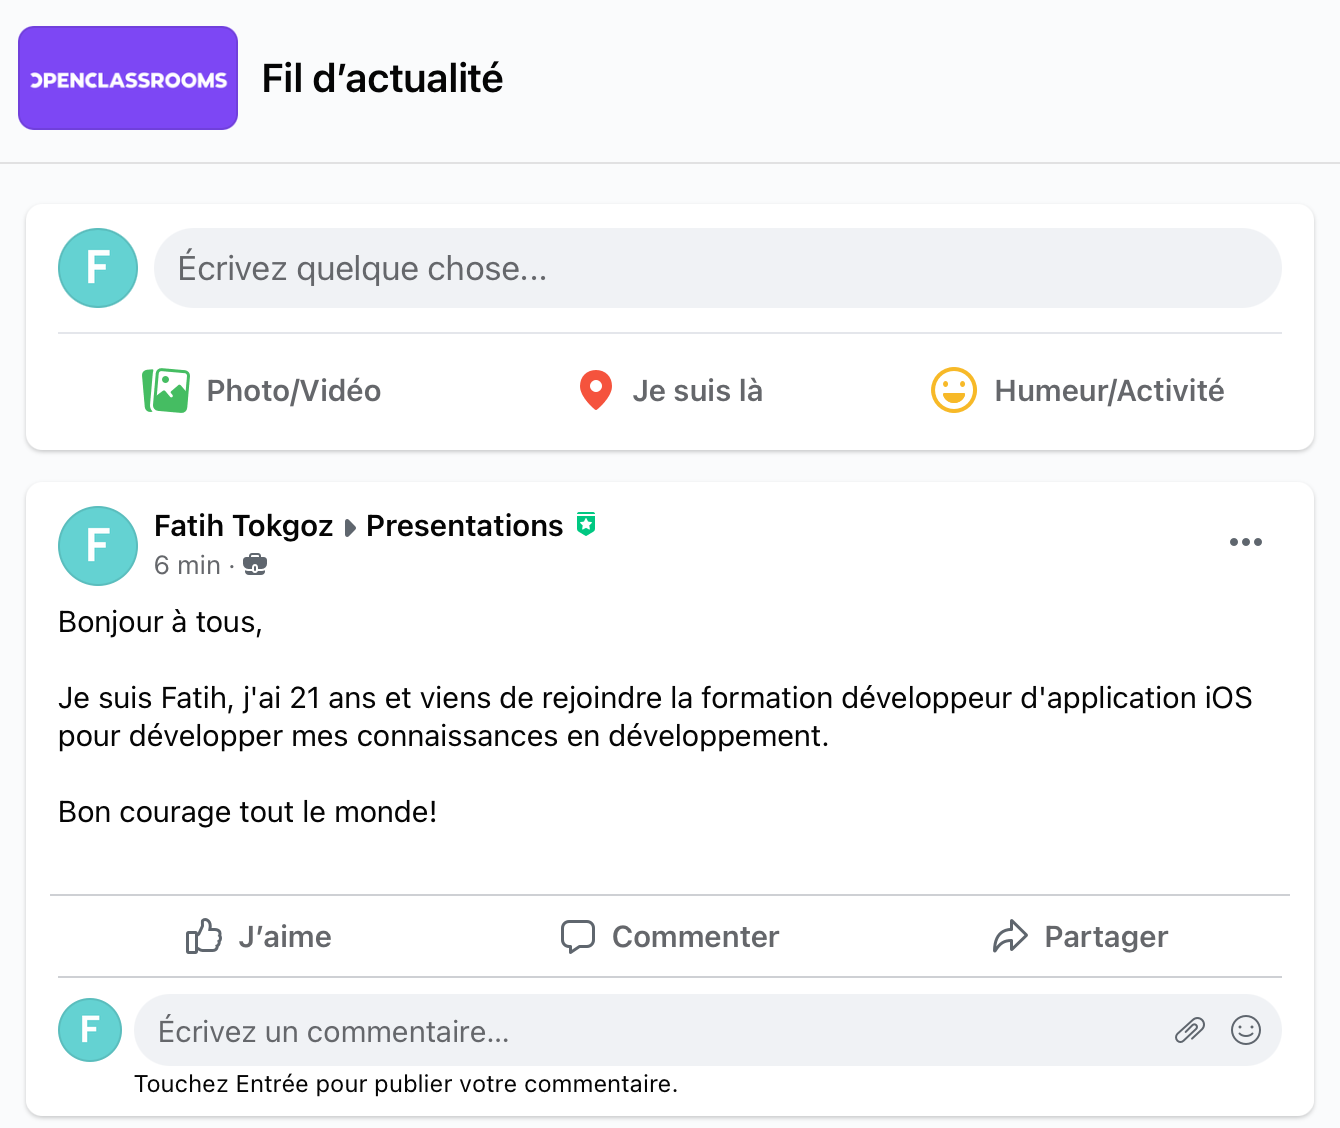 OPENCLASSROOMS
Fil d’actualité
F
Écrivez quelque chose...
Photo/Vidéo
Je suis là
Humeur/Activité
F
Fatih Tokgoz Presentations
6 min ·
Bonjour à tous,
Je suis Fatih, j'ai 21 ans et viens de rejoindre la formation développeur d'application iOS
pour développer mes connaissances en développement.
Bon courage tout le monde!
J’aime
Commenter
Partager
F
Écrivez un commentaire...
Touchez Entrée pour publier votre commentaire.